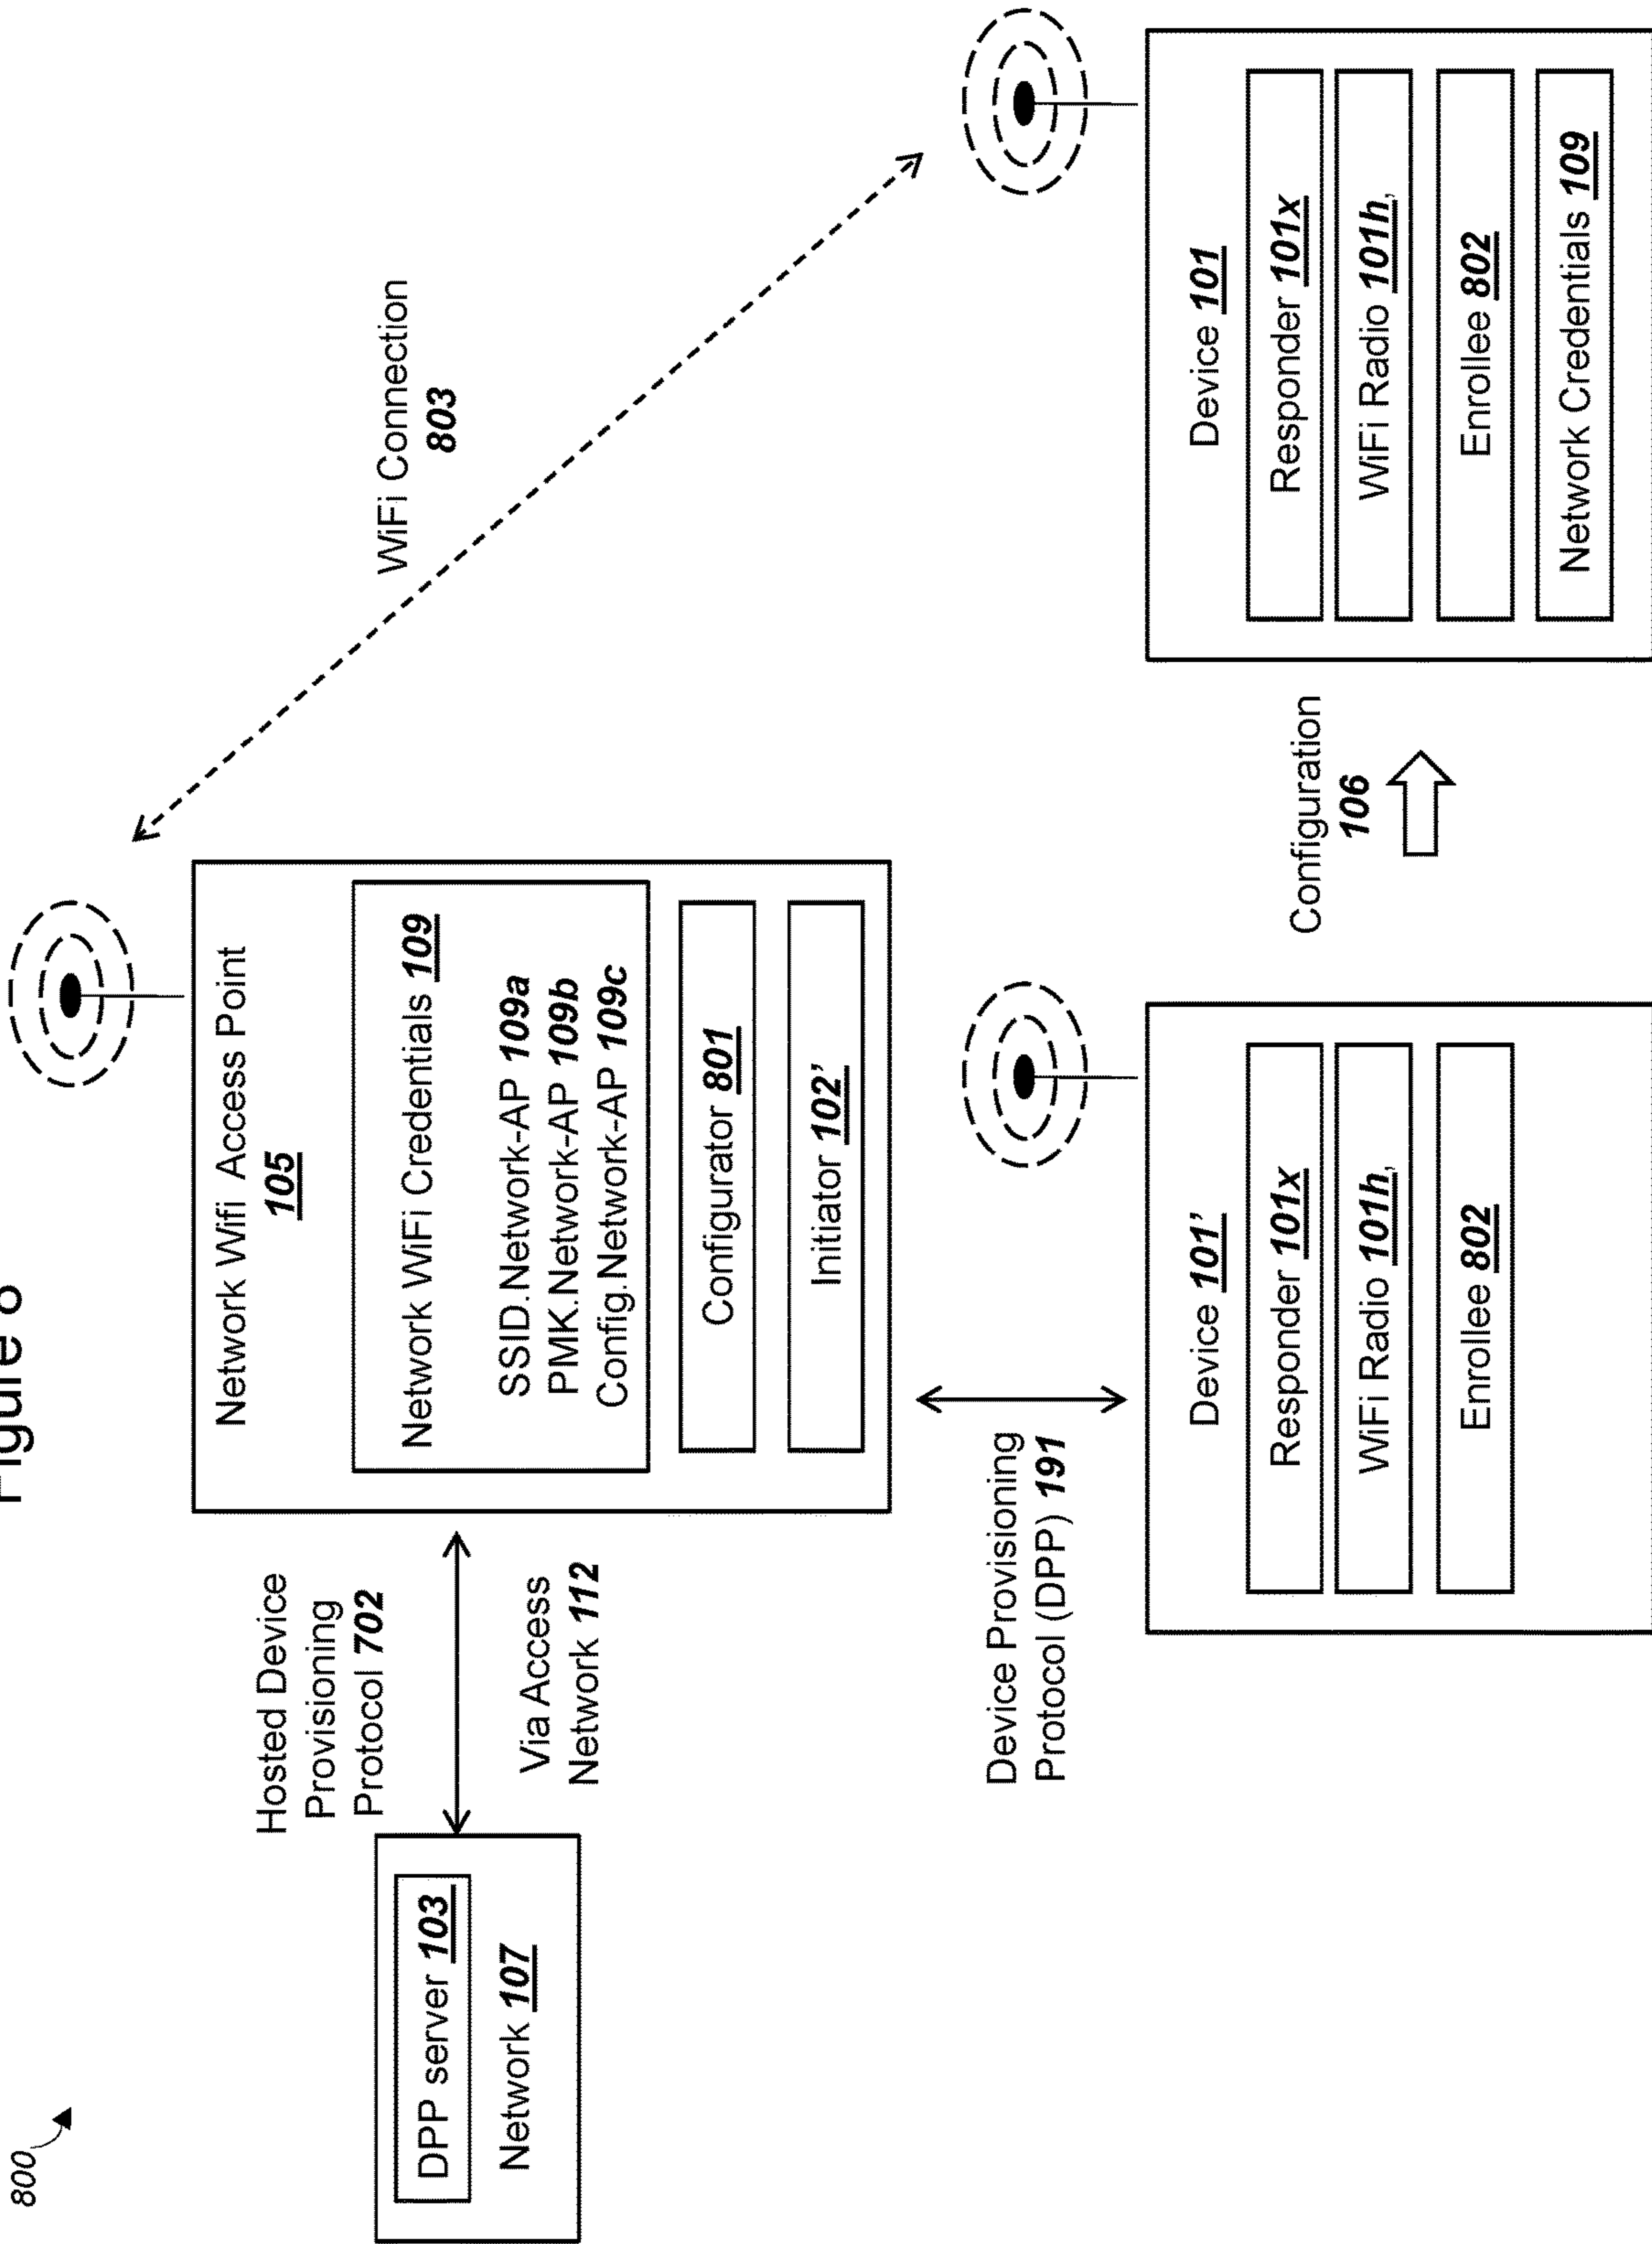 Figure 8
800
Network Wifi Access Point
105
Network WiFi Credentials 109
SSID.Network-AP 109a
PMK.Network-AP 109b
Config.Network-AP 109c
Configurator 801
Initiator 102'
WiFi Connection
803
Hosted Device
Provisioning
Protocol 702
Via Access
Network 112
DPP server 103
Network 107
Device Provisioning
Protocol (DPP) 191
Device 101'
Responder 101x
WiFi Radio 101h,
Enrollee 802
Configuration
106
Device 101
Responder 101x
WiFi Radio 101h,
Enrollee 802
Network Credentials 109